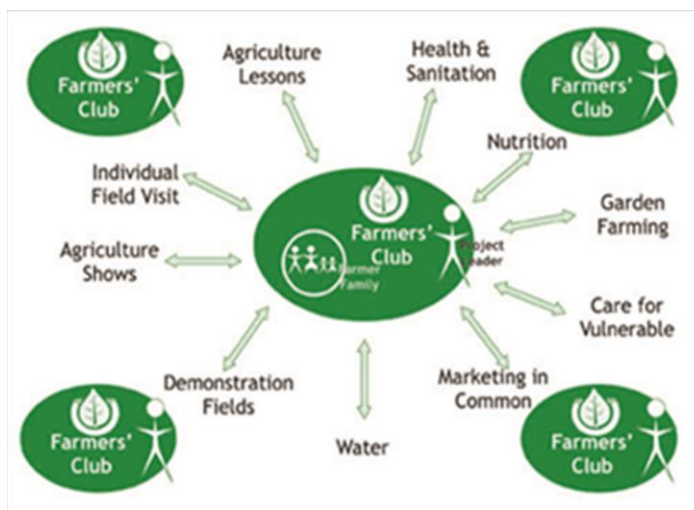 Farmers'
Club
Agriculture
Lessons
Health &
Sanitation
Farmers'
Club
Individual
Field Visit
Nutrition
Agriculture
Shows
Farmers'
Club
Project
Leader
Farmer
Family
Garden
Farming
Care for
Vulnerable
Demonstration
Fields
Marketing in
Common
Water
Farmers'
Club
Farmers'
Club